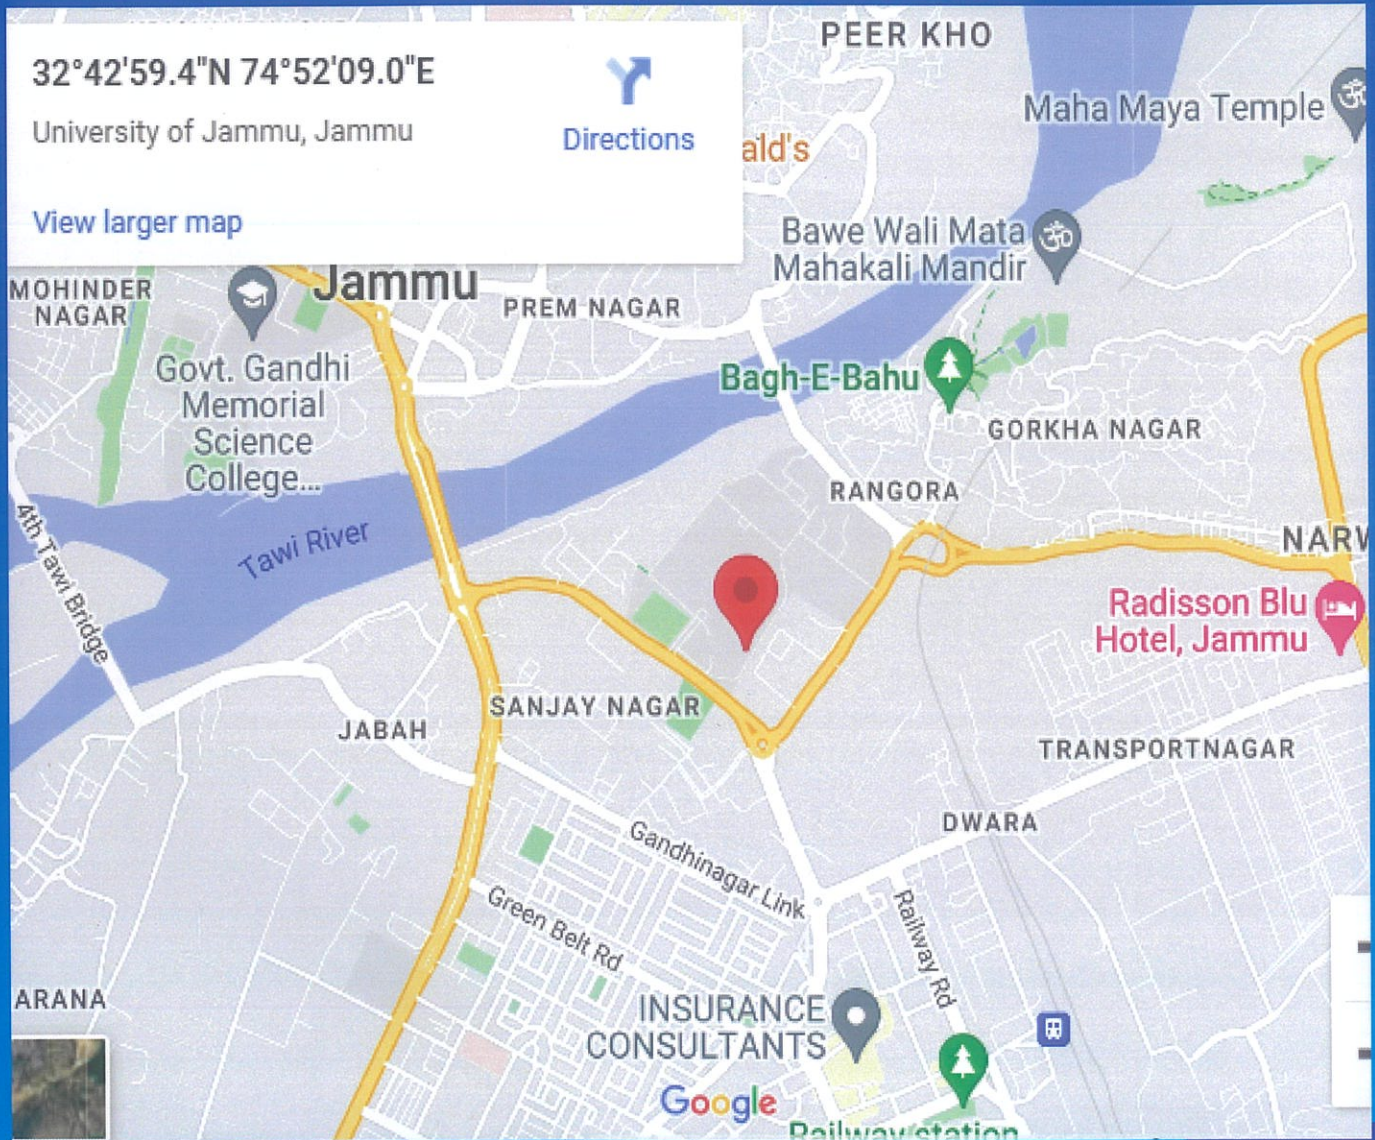 32°42'59.4"N 74°52'09.0"E
University of Jammu, Jammu
Directions
View larger map
PEER KHO
Maha Maya Temple
ald's
Bawe Wali Mata
Mahakali Mandir
MOHINDER
NAGAR
Jammu
PREM NAGAR
Govt. Gandhi
Memorial
Science
College...
Bagh-E-Bahu
GORKHA NAGAR
RANGORA
4th Tawi Bridge
Tawi River
NARW
Radisson Blu
Hotel, Jammu
SANJAY NAGAR
JABAH
TRANSPORTNAGAR
DWARA
Gandhinagar Link
Green Belt Rd
Railway Rd
ARANA
INSURANCE
CONSULTANTS
Google
Railway station